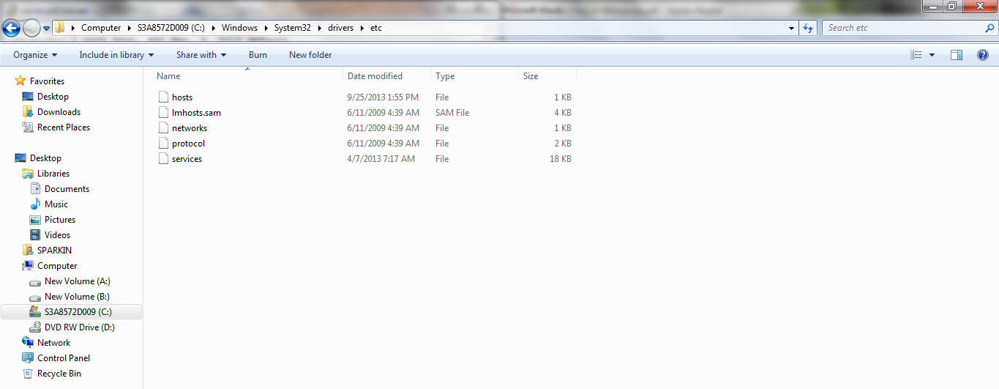 Computer S3A8572D009 (C:) Windows System32 drivers etc Search etc
Organize Include in library Share with Burn New folder
Name Date modified Type Size
hosts 9/25/2013 1:55 PM File 1 KB
lmhosts.sam 6/11/2009 4:39 AM SAM File 4 KB
networks 6/11/2009 4:39 AM File 1 KB
protocol 6/11/2009 4:39 AM File 2 KB
services 4/7/2013 7:17 AM File 18 KB
Favorites
Desktop
Downloads
Recent Places
Desktop
Libraries
Documents
Music
Pictures
Videos
SPARKIN
Computer
New Volume (A:)
New Volume (B:)
S3A8572D009 (C:)
DVD RW Drive (D:)
Network
Control Panel
Recycle Bin